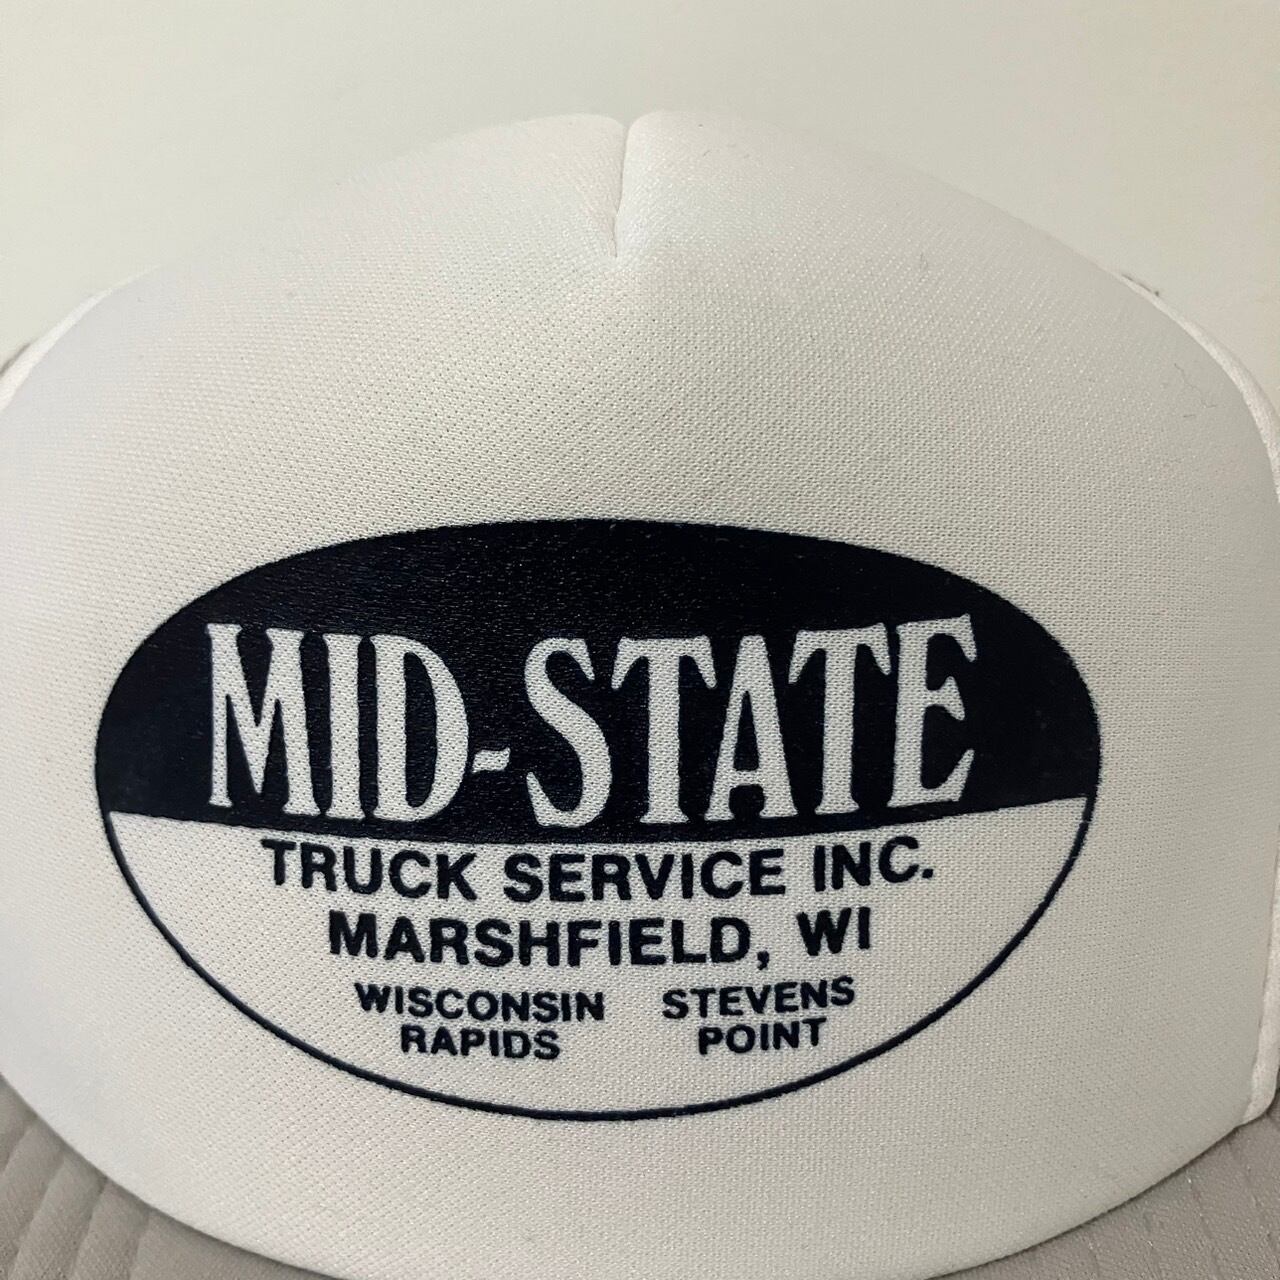 MID-STATE
TRUCK SERVICE INC.
MARSHFIELD, WI
WISCONSIN RAPIDS
STEVENS POINT